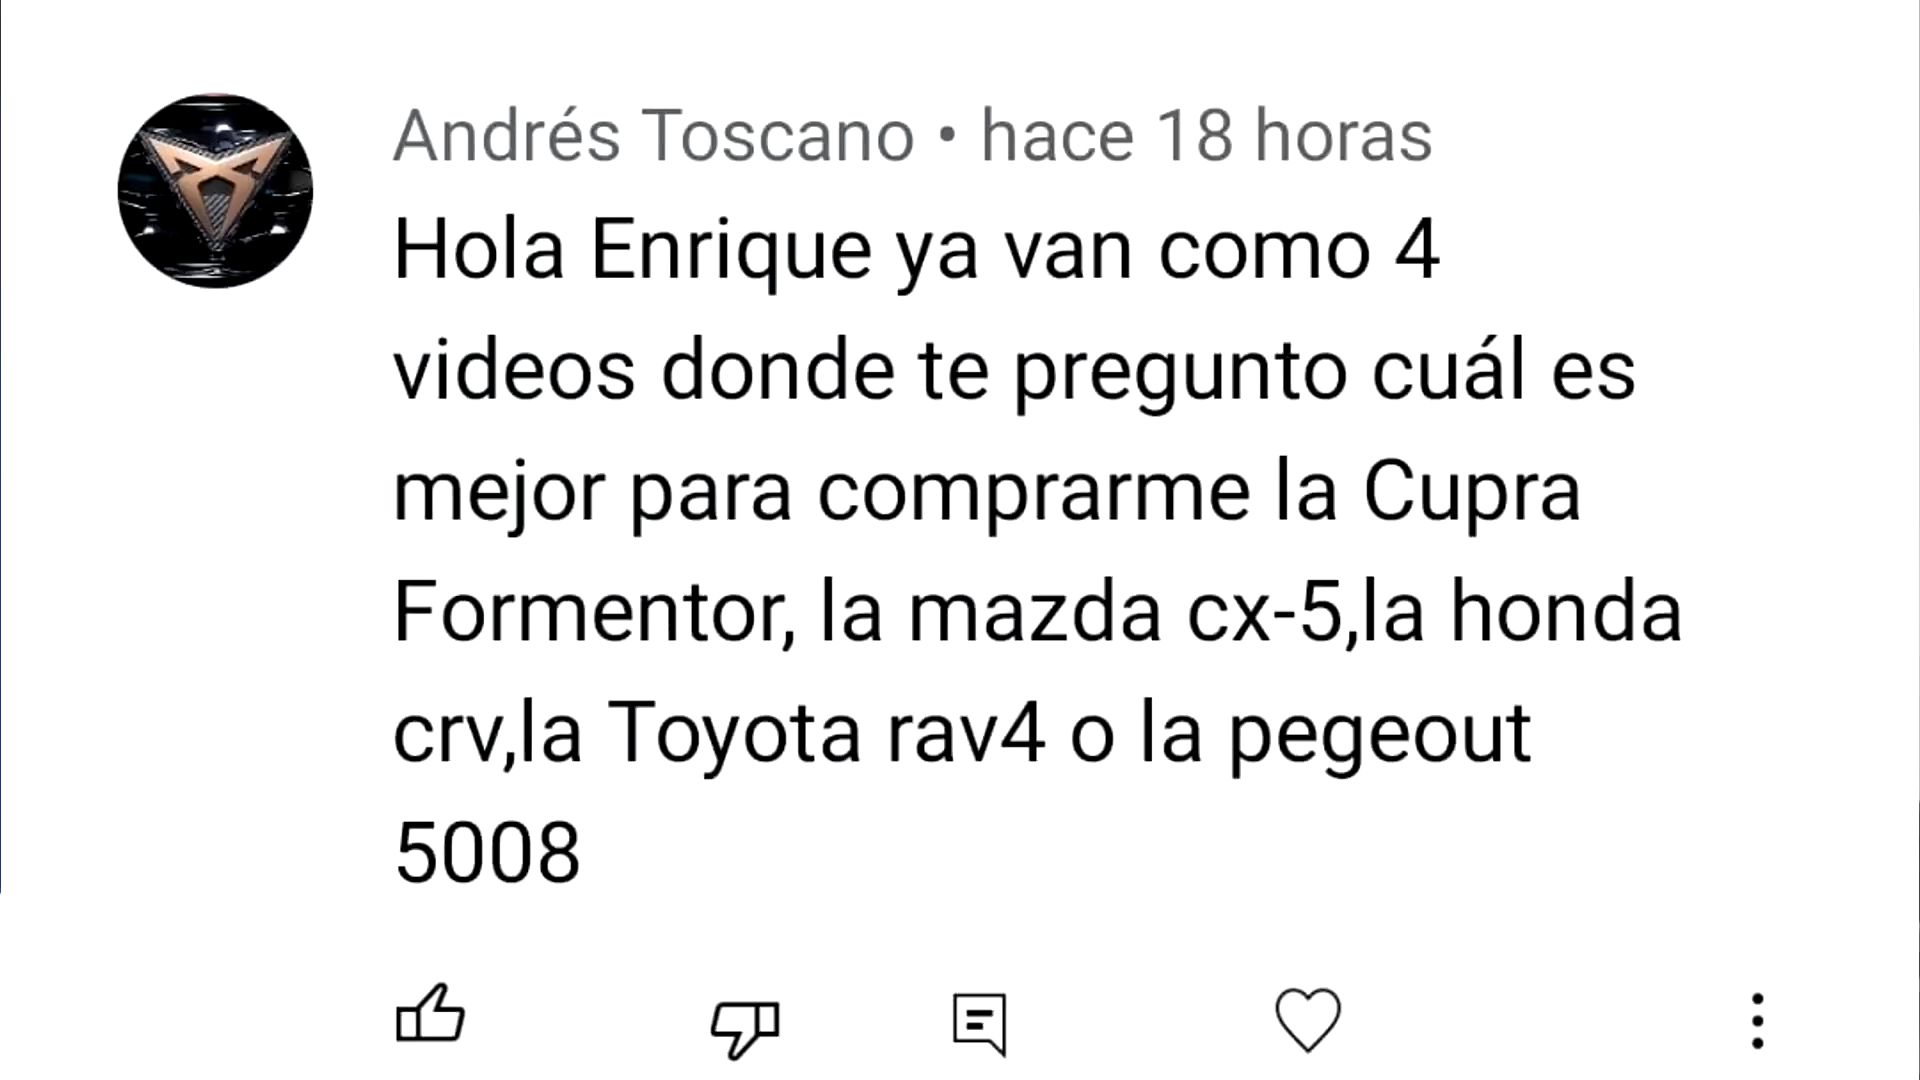 Andrés Toscano • hace 18 horas
Hola Enrique ya van como 4
videos donde te pregunto cuál es
mejor para comprarme la Cupra
Formentor, la mazda cx-5,la honda
crv,la Toyota rav4 o la pegeout
5008